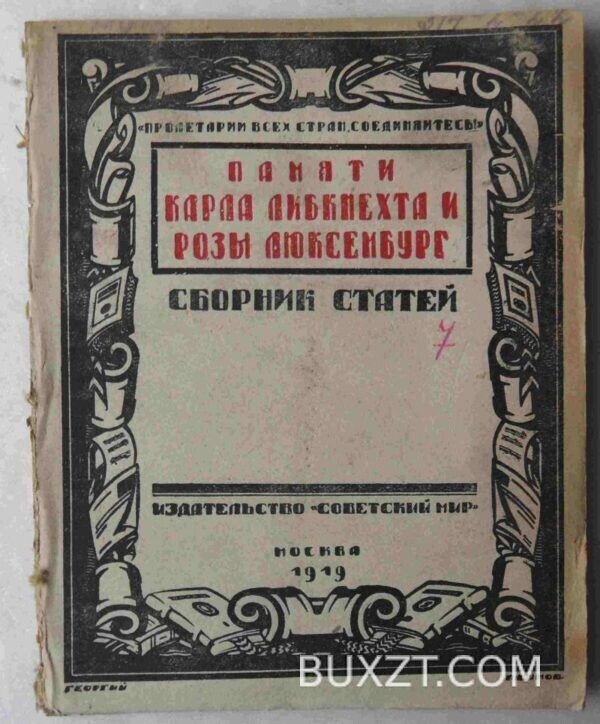 «ПРОЛЕТАРИИ ВСЕХ СТРАН, СОЕДИНЯЙТЕСЬ!»
ПАМЯТИ
КАРЛА ЛИБКНЕХТА И
РОЗЫ ЛЮКСЕМБУРГ
СБОРНИК СТАТЕЙ
7
ИЗДАТЕЛЬСТВО «СОВЕТСКИЙ МИР»
МОСКВА
1919
BUXZT.COM
ГЕОРГИЙ